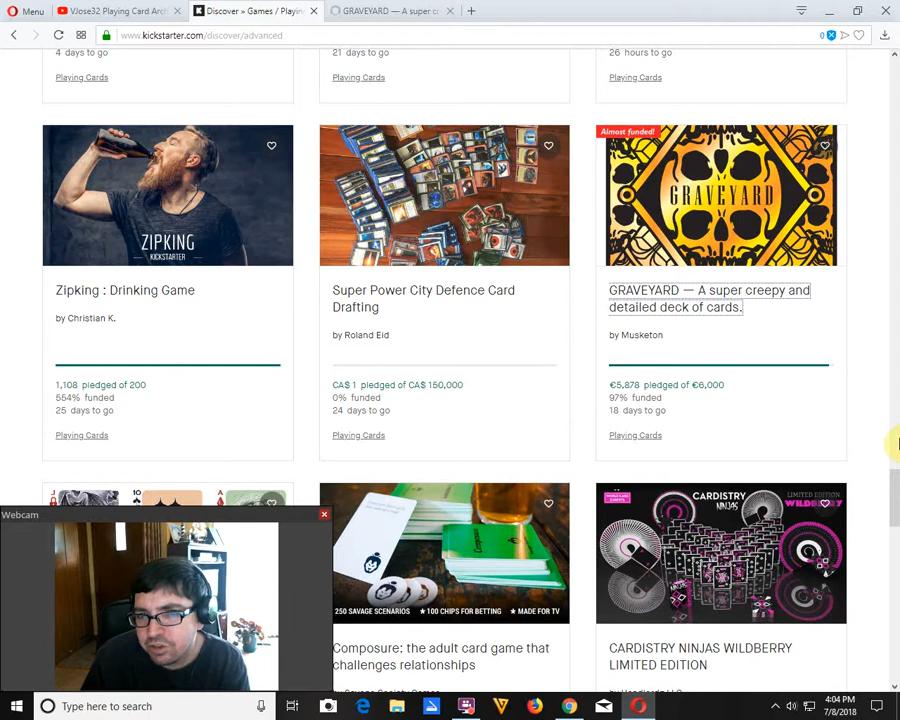 Menu
VJose32 Playing Card Arch
Discover » Games / Playin
GRAVEYARD — A super c
www.kickstarter.com/discover/advanced
0
4 days to go
21 days to go
26 hours to go
Playing Cards
Playing Cards
Playing Cards
ZIPKING
KICKSTARTER
Almost funded!
GRAVEYARD
Zipking : Drinking Game
by Christian K.
1,108 pledged of 200
554% funded
25 days to go
Playing Cards
Super Power City Defence Card
Drafting
by Roland Eid
CA$ 1 pledged of CA$ 150,000
0% funded
24 days to go
Playing Cards
GRAVEYARD — A super creepy and
detailed deck of cards.
by Musketon
€5,878 pledged of €6,000
97% funded
18 days to go
Playing Cards
J
10
A
Composure
250 SAVAGE SCENARIOS ★ 100 CHIPS FOR BETTING ★ MADE FOR TV
Composure: the adult card game that
challenges relationships
CARDISTRY
NINJAS
LIMITED EDITION
WILDBERRY
CARDISTRY NINJAS WILDBERRY
LIMITED EDITION
Webcam
Type here to search
4:04 PM
7/8/2018